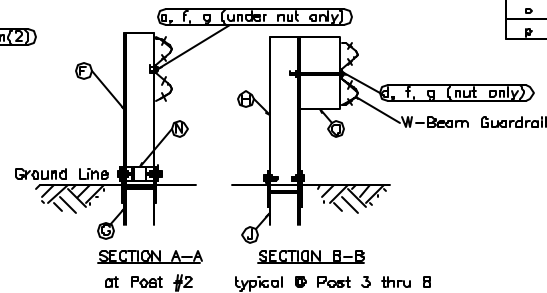 a, f, g (under nut only)
n(2)
F
H
d, f, g (nut only)
W-Beam Guardrail
N
Q
Ground Line
G
J
SECTION A-A
at Post #2
SECTION B-B
typical @ Post 3 thru 8